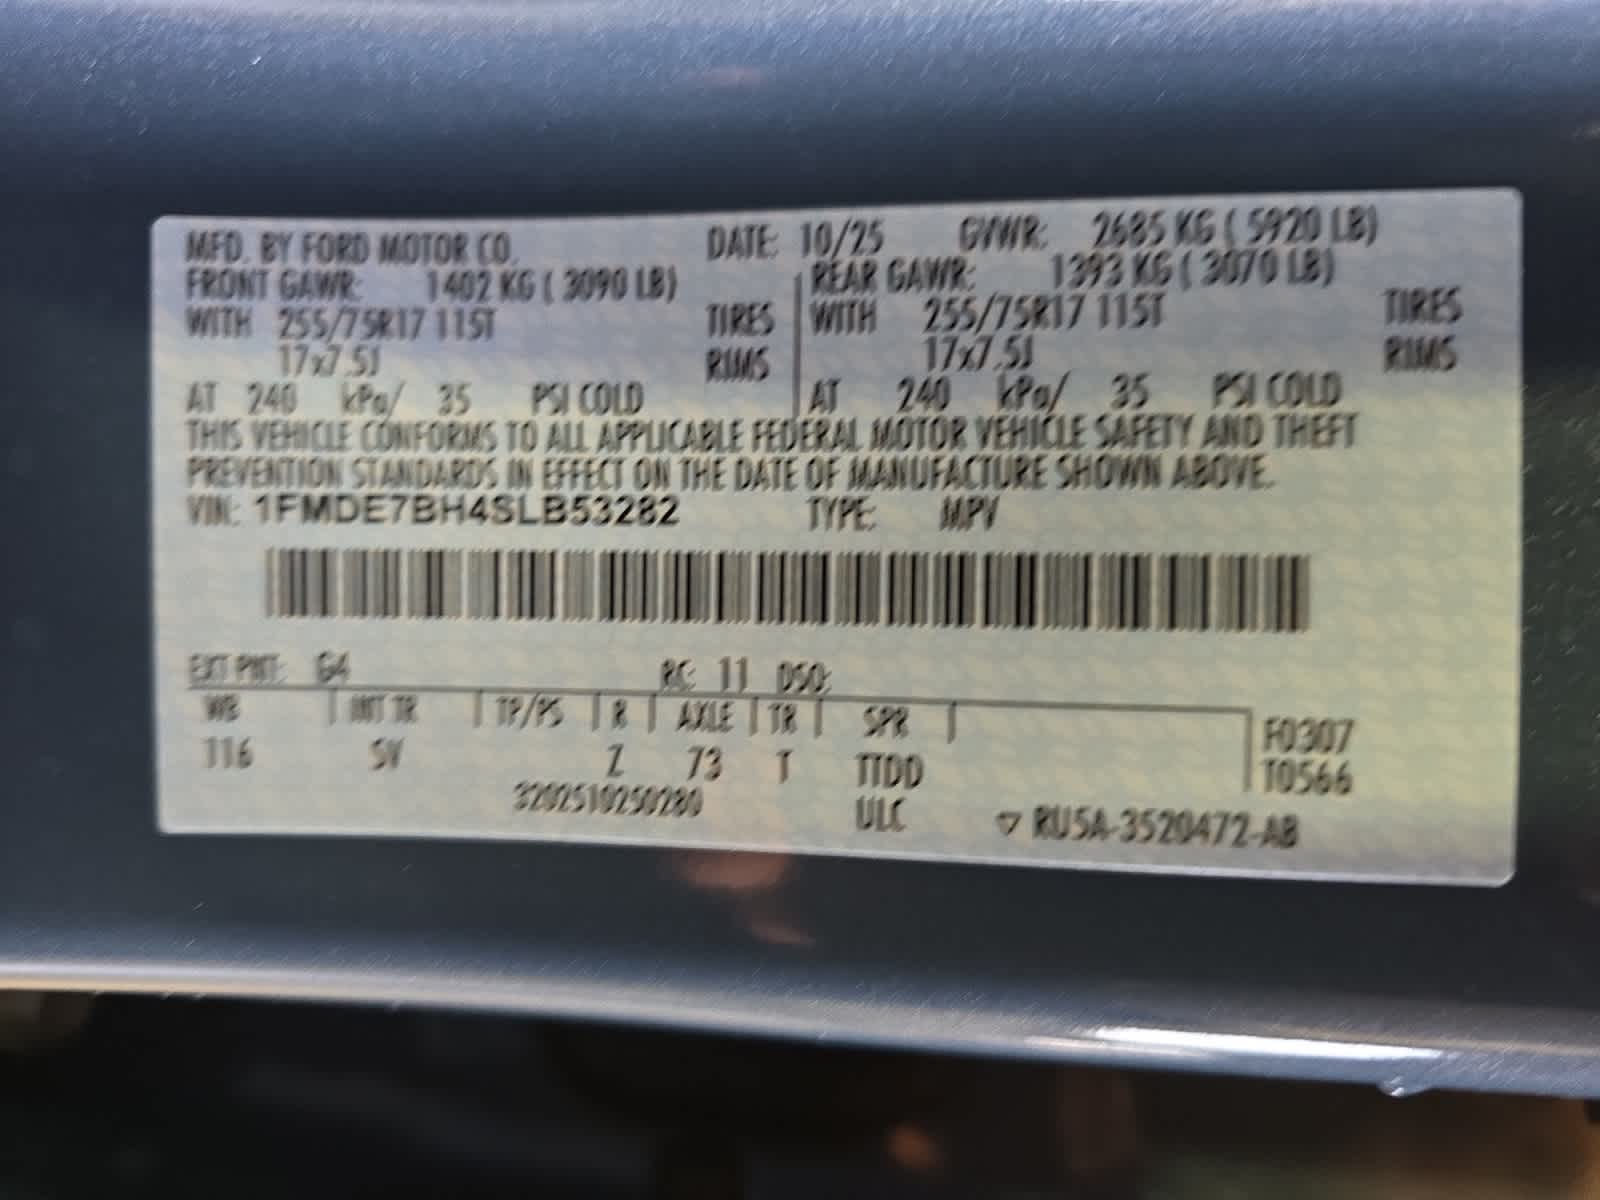 MFD. BY FORD MOTOR CO. DATE: 10/25 GVWR: 2685 KG ( 5920 LB)
FRONT GAWR: 1402 KG ( 3090 LB) REAR GAWR: 1393 KG ( 3070 LB)
WITH 255/75R17 115T TIRES WITH 255/75R17 115T TIRES
17x7.5J RIMS 17x7.5J RIMS
AT 240 kPa/ 35 PSI COLD AT 240 kPa/ 35 PSI COLD
THIS VEHICLE CONFORMS TO ALL APPLICABLE FEDERAL MOTOR VEHICLE SAFETY AND THEFT
PREVENTION STANDARDS IN EFFECT ON THE DATE OF MANUFACTURE SHOWN ABOVE.
VIN: 1FMDE7BH4SLB53282 TYPE: MPV
EXT PNT: G4 RC: 11 DSO:
WB INT TR TP/PS R AXLE TR SPR
116 SV Z 73 T TTDD
F0307
T0566
3202510250280 ULC ▽ RU5A-3520472-AB